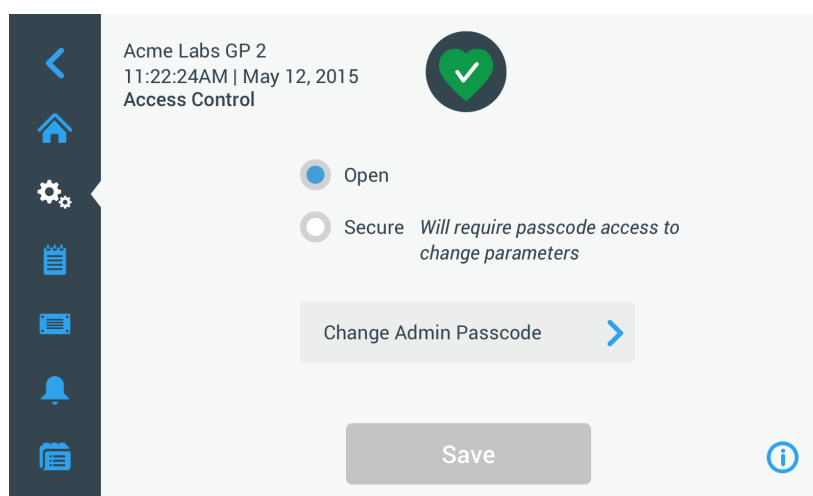 Acme Labs GP 2
11:22:24AM | May 12, 2015
Access Control
Open
Secure Will require passcode access to
change parameters
Change Admin Passcode
Save